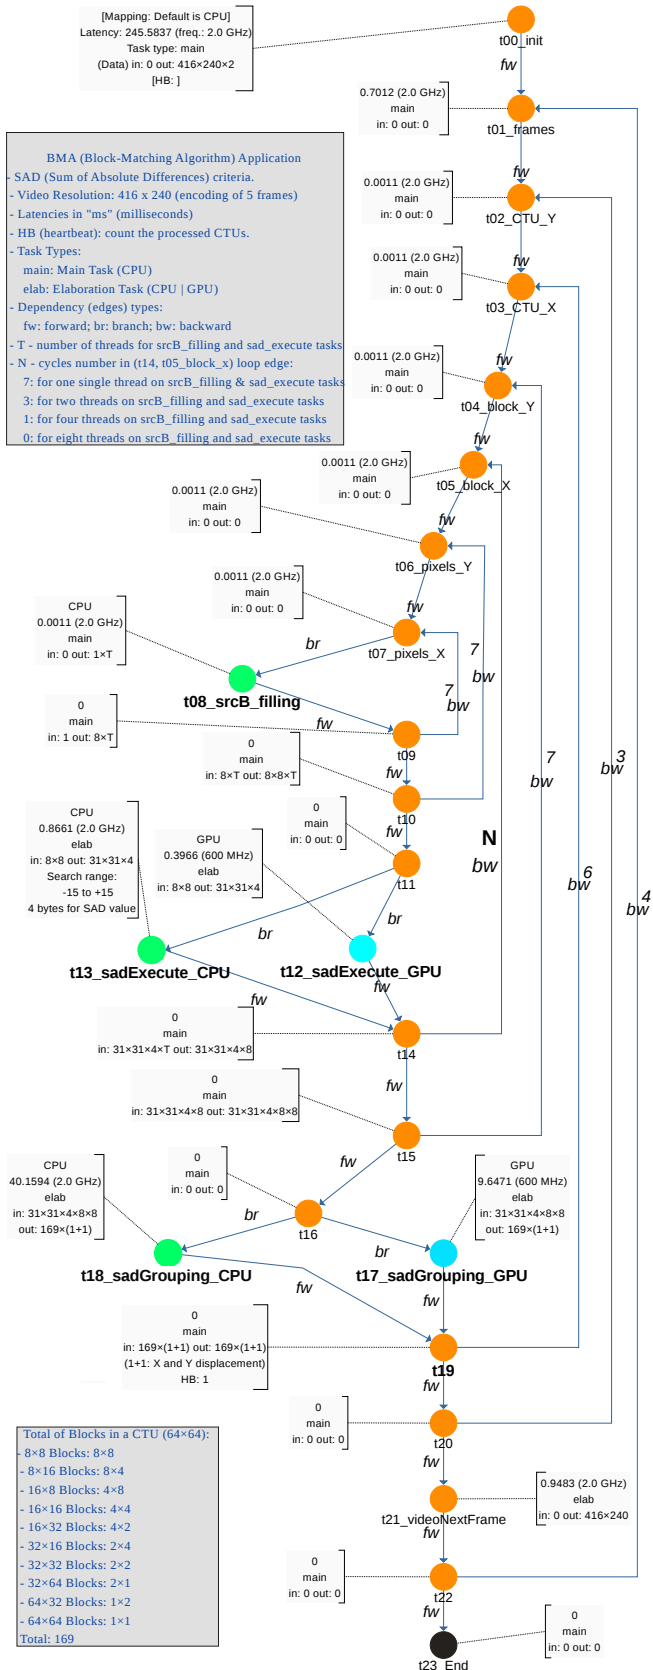 [Mapping: Default is CPU]
Latency: 245.5837 (freq.: 2.0 GHz)
Task type: main
(Data) in: 0 out: 416×240×2
[HB: ]
t00_init
fw
0.7012 (2.0 GHz)
main
in: 0 out: 0
t01_frames
fw
BMA (Block-Matching Algorithm) Application
- SAD (Sum of Absolute Differences) criteria.
- Video Resolution: 416 x 240 (encoding of 5 frames)
- Latencies in "ms" (milliseconds)
- HB (heartbeat): count the processed CTUs.
- Task Types:
main: Main Task (CPU)
elab: Elaboration Task (CPU | GPU)
- Dependency (edges) types:
fw: forward; br: branch; bw: backward
- T - number of threads for srcB_filling and sad_execute tasks
- N - cycles number in (t14, t05_block_x) loop edge:
7: for one single thread on srcB_filling & sad_execute tasks
3: for two threads on srcB_filling and sad_execute tasks
1: for four threads on srcB_filling and sad_execute tasks
0: for eight threads on srcB_filling and sad_execute tasks
0.0011 (2.0 GHz)
main
in: 0 out: 0
t02_CTU_Y
fw
0.0011 (2.0 GHz)
main
in: 0 out: 0
t03_CTU_X
fw
0.0011 (2.0 GHz)
main
in: 0 out: 0
t04_block_Y
fw
0.0011 (2.0 GHz)
main
in: 0 out: 0
t05_block_X
fw
0.0011 (2.0 GHz)
main
in: 0 out: 0
t06_pixels_Y
fw
0.0011 (2.0 GHz)
main
in: 0 out: 0
t07_pixels_X
br
CPU
0.0011 (2.0 GHz)
main
in: 0 out: 1×T
t08_srcB_filling
fw
7
bw
7
bw
0
main
in: 1 out: 8×T
t09
fw
0
main
in: 8×T out: 8×8×T
t10
fw
7
bw
3
bw
0
main
in: 0 out: 0
t11
CPU
0.8661 (2.0 GHz)
elab
in: 8×8 out: 31×31×4
Search range:
-15 to +15
4 bytes for SAD value
GPU
0.3966 (600 MHz)
elab
in: 8×8 out: 31×31×4
N
bw
6
bw
4
bw
br
br
t13_sadExecute_CPU
t12_sadExecute_GPU
fw
fw
0
main
in: 31×31×4×T out: 31×31×4×8
t14
fw
0
main
in: 31×31×4×8 out: 31×31×4×8×8
t15
fw
CPU
40.1594 (2.0 GHz)
elab
in: 31×31×4×8×8
out: 169×(1+1)
0
main
in: 0 out: 0
t16
GPU
9.6471 (600 MHz)
elab
in: 31×31×4×8×8
out: 169×(1+1)
br
br
t18_sadGrouping_CPU
t17_sadGrouping_GPU
fw
fw
0
main
in: 169×(1+1) out: 169×(1+1)
(1+1: X and Y displacement)
HB: 1
t19
fw
0
main
in: 0 out: 0
t20
fw
Total of Blocks in a CTU (64×64):
- 8×8 Blocks: 8×8
- 8×16 Blocks: 8×4
- 16×8 Blocks: 4×8
- 16×16 Blocks: 4×4
- 16×32 Blocks: 4×2
- 32×16 Blocks: 2×4
- 32×32 Blocks: 2×2
- 32×64 Blocks: 2×1
- 64×32 Blocks: 1×2
- 64×64 Blocks: 1×1
Total: 169
0.9483 (2.0 GHz)
elab
in: 0 out: 416×240
t21_videoNextFrame
fw
0
main
in: 0 out: 0
t22
fw
0
main
in: 0 out: 0
t23_End